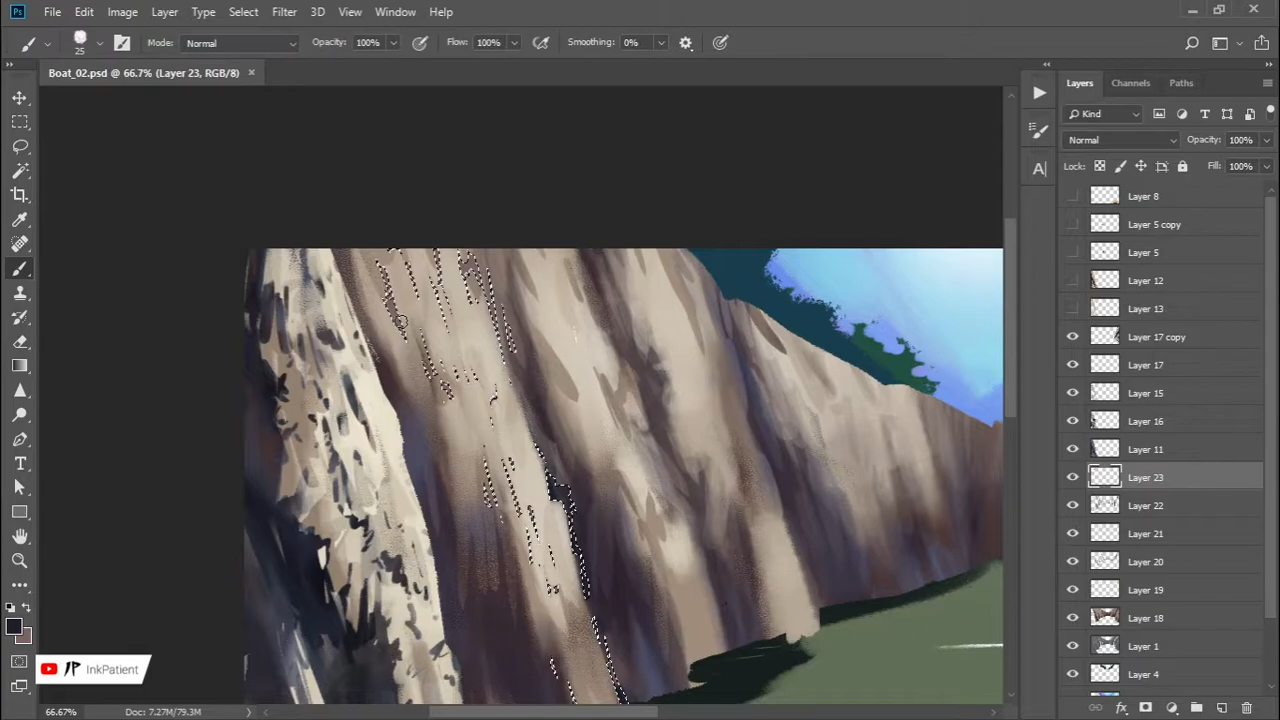 Ps File Edit Image Layer Type Select Filter 3D View Window Help
25 Mode: Normal Opacity: 100% Flow: 100% Smoothing: 0%
Boat_02.psd @ 66.7% (Layer 23, RGB/8)
Layers Channels Paths
Kind
Normal Opacity: 100%
Lock: Fill: 100%
Layer 8
Layer 5 copy
Layer 5
Layer 12
Layer 13
Layer 17 copy
Layer 17
Layer 15
Layer 16
Layer 11
Layer 23
Layer 22
Layer 21
Layer 20
Layer 19
Layer 18
Layer 1
Layer 4
InkPatient
66.67% Doc: 7.27M/79.3M